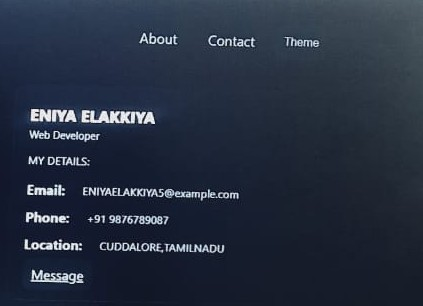 About Contact Theme
ENIYA ELAKKIYA
Web Developer
MY DETAILS:
Email: ENIYAELAKKIYA5@example.com
Phone: +91 9876789087
Location: CUDDALORE,TAMILNADU
Message